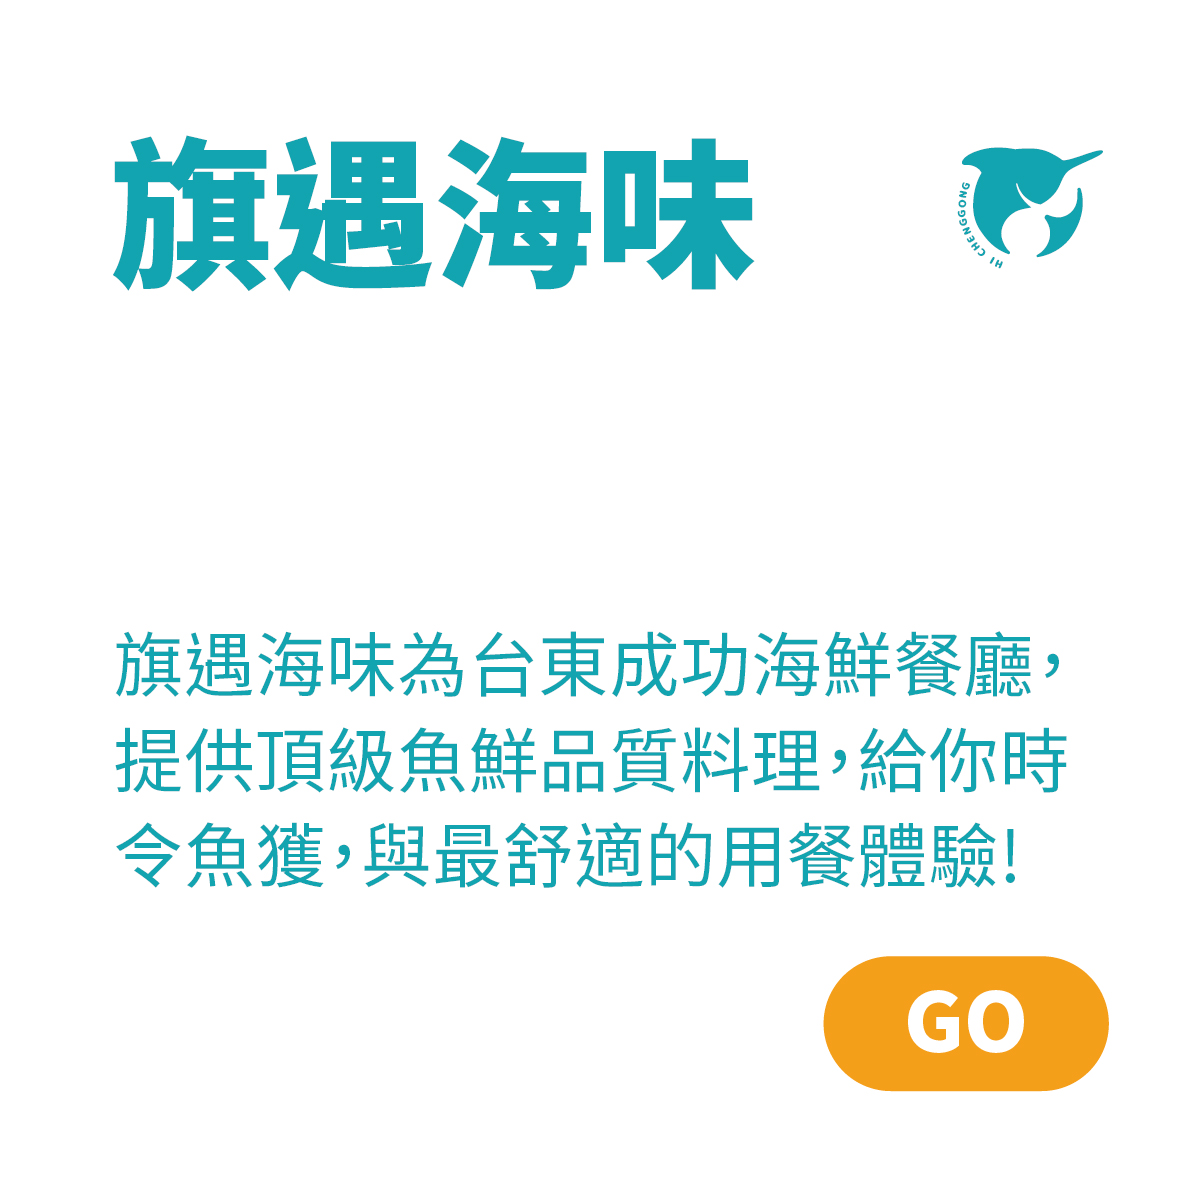 旗遇海味
HI CHENGGONG
旗遇海味為台東成功海鮮餐廳，
提供頂級魚鮮品質料理，給你時
令魚獲，與最舒適的用餐體驗！
GO